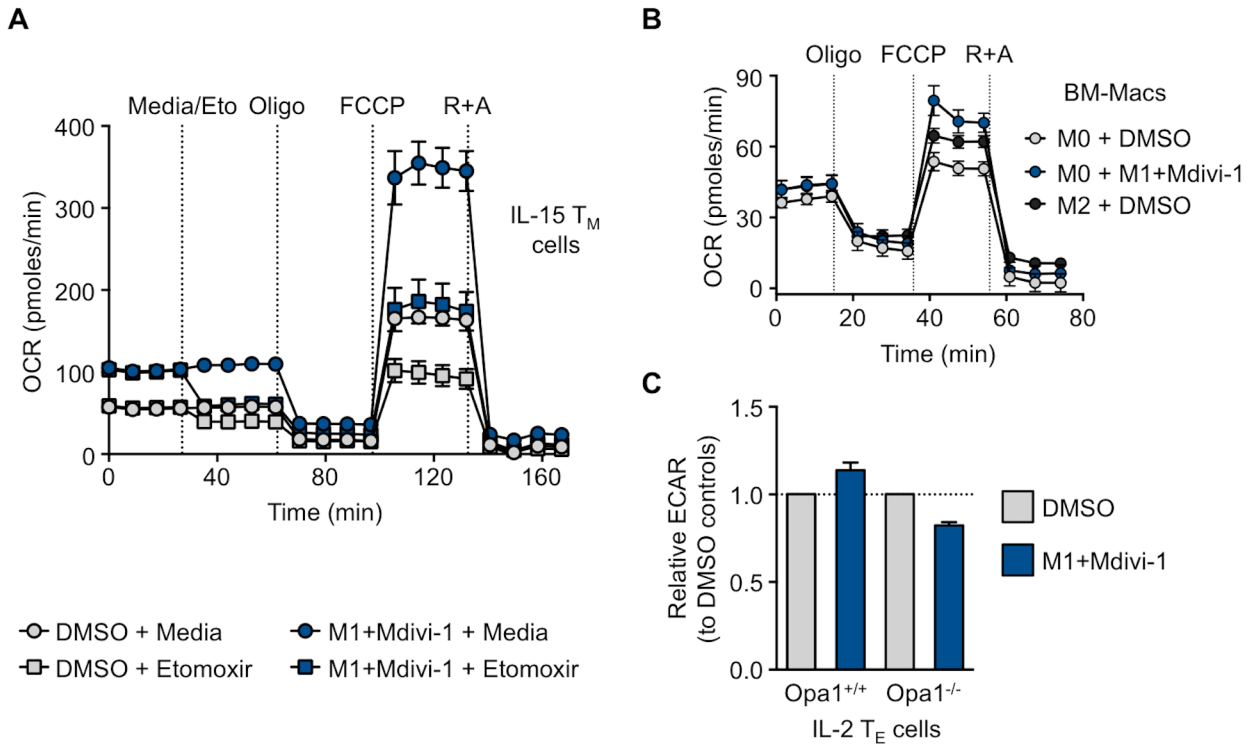 A
Media/Eto Oligo FCCP R+A
400
300
200
100
0
OCR (pmoles/min)
0 40 80 120 160
Time (min)
IL-15 T_M
cells
DMSO + Media
DMSO + Etomoxir
M1+Mdivi-1 + Media
M1+Mdivi-1 + Etomoxir
B
Oligo FCCP R+A
90
60
30
0
OCR (pmoles/min)
0 20 40 60 80
Time (min)
BM-Macs
M0 + DMSO
M0 + M1+Mdivi-1
M2 + DMSO
C
1.5
1.0
0.5
0.0
Relative ECAR
(to DMSO controls)
Opa1+/+ Opa1-/-
IL-2 T_E cells
DMSO
M1+Mdivi-1